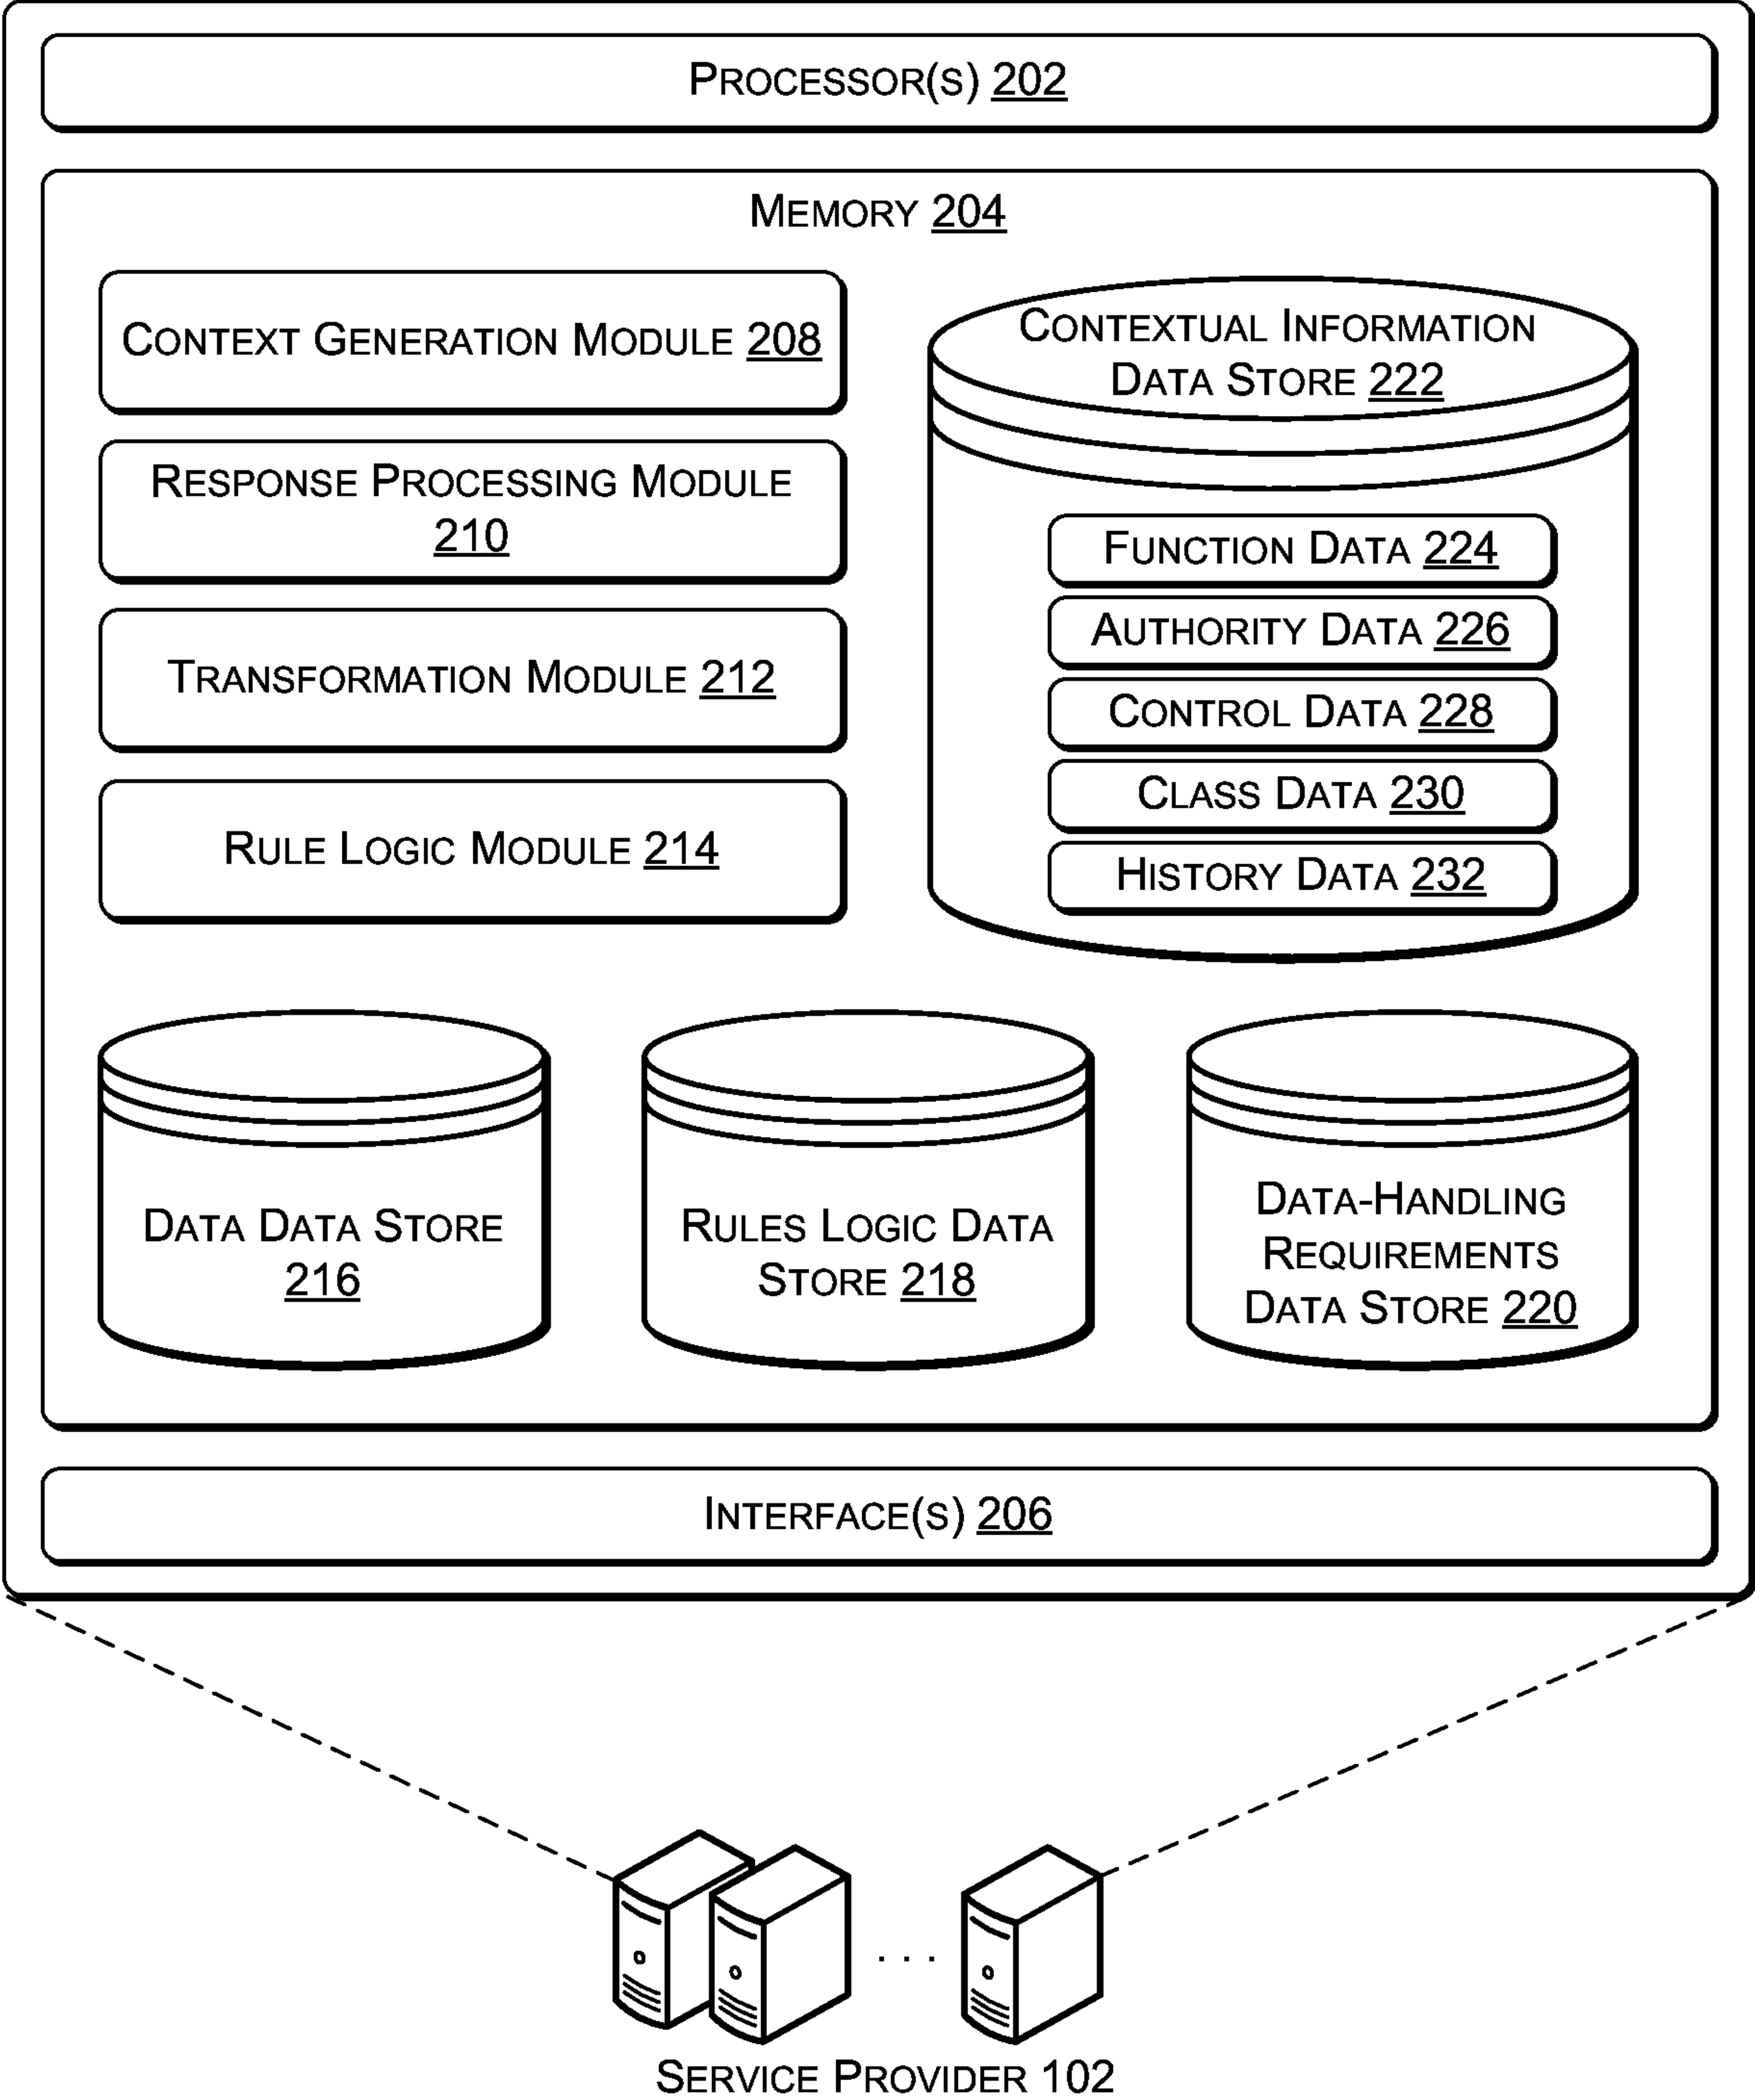 PROCESSOR(S) 202
MEMORY 204
CONTEXT GENERATION MODULE 208
RESPONSE PROCESSING MODULE
210
TRANSFORMATION MODULE 212
RULE LOGIC MODULE 214
CONTEXTUAL INFORMATION
DATA STORE 222
FUNCTION DATA 224
AUTHORITY DATA 226
CONTROL DATA 228
CLASS DATA 230
HISTORY DATA 232
DATA DATA STORE
216
RULES LOGIC DATA
STORE 218
DATA-HANDLING
REQUIREMENTS
DATA STORE 220
INTERFACE(S) 206
. . .
SERVICE PROVIDER 102